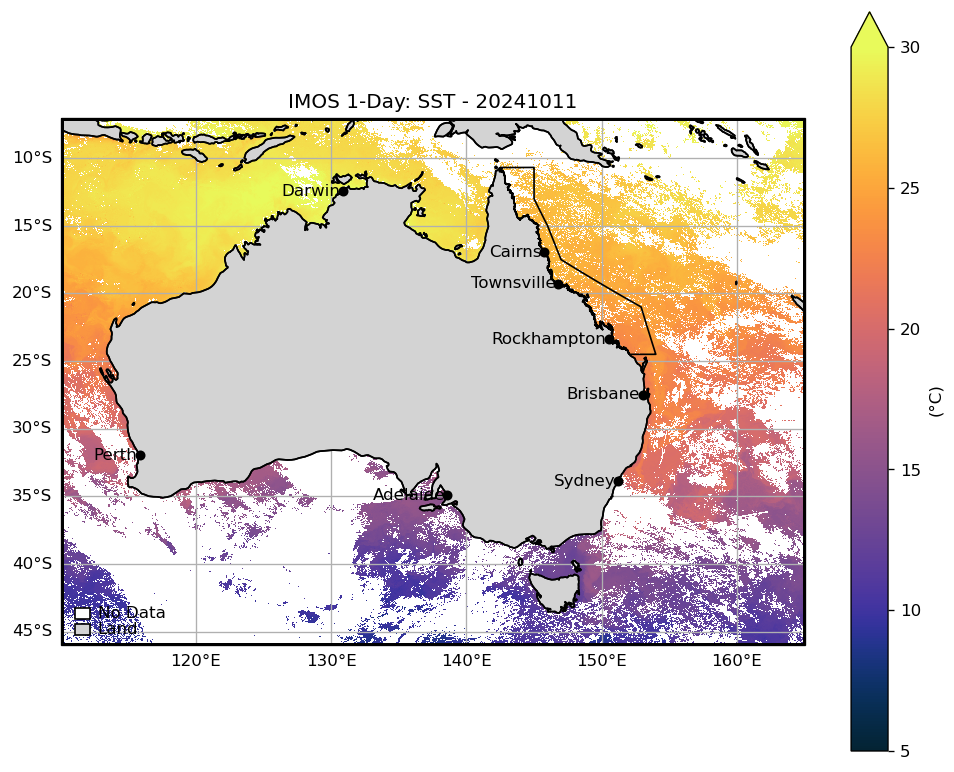 IMOS 1-Day: SST - 20241011
30
25
20
15
10
5
(°C)
10°S
15°S
20°S
25°S
30°S
35°S
40°S
45°S
Darwin
Cairns
Townsville
Rockhampton
Brisbane
Perth
Sydney
Adelaide
No Data
Land
120°E 130°E 140°E 150°E 160°E